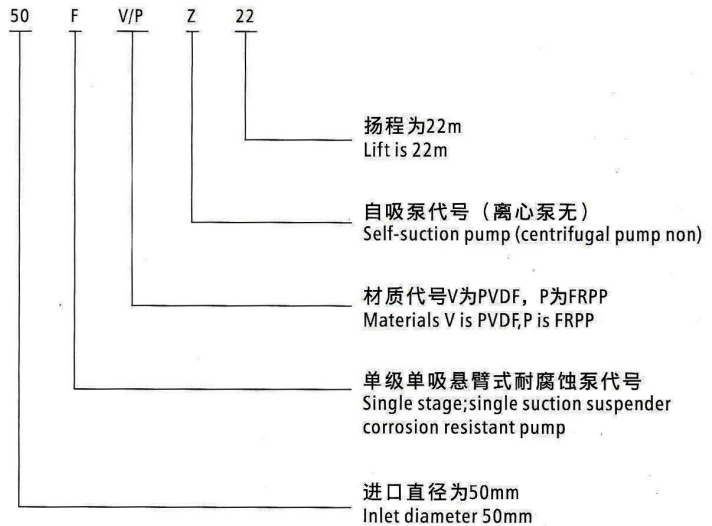 50 F V/P Z 22
扬程为22m
Lift is 22m
自吸泵代号（离心泵无）
Self-suction pump (centrifugal pump non)
材质代号V为PVDF，P为FRPP
Materials V is PVDF,P is FRPP
单级单吸悬臂式耐腐蚀泵代号
Single stage;single suction suspender
corrosion resistant pump
进口直径为50mm
Inlet diameter 50mm